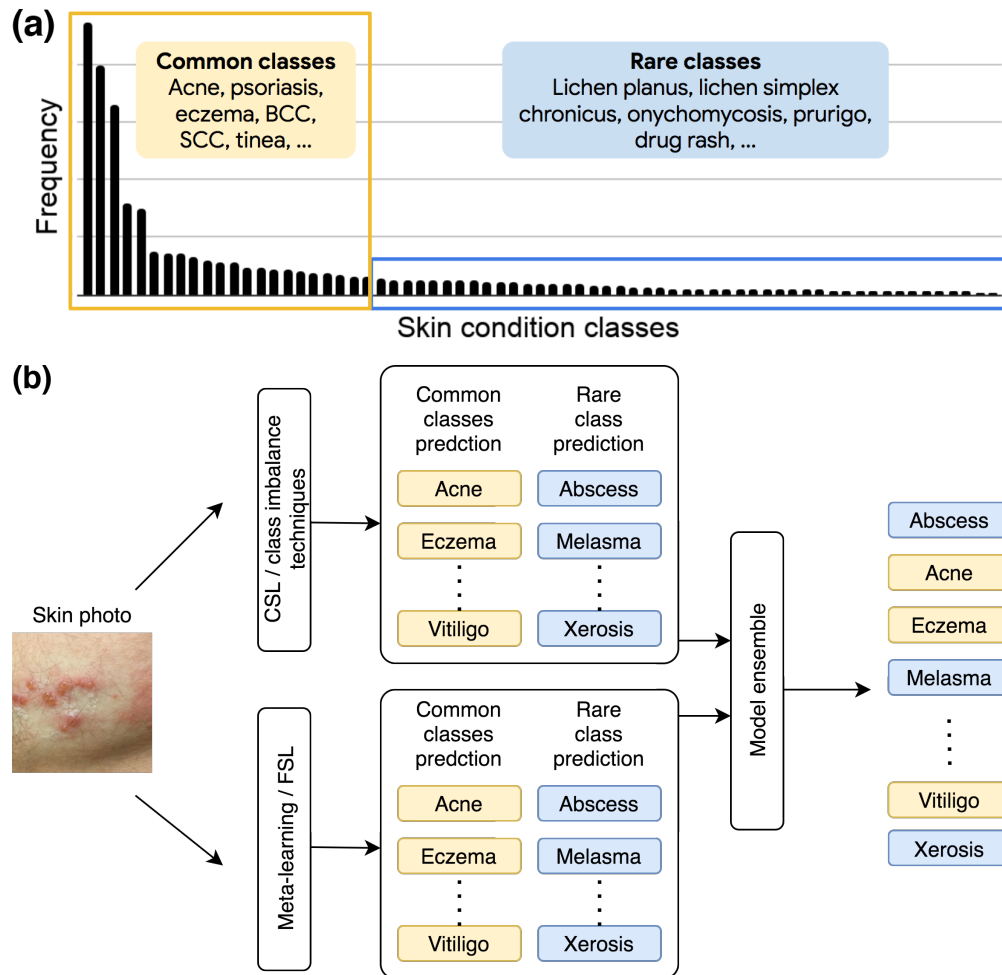 (a)
Common classes
Acne, psoriasis,
eczema, BCC,
SCC, tinea, ...
Rare classes
Lichen planus, lichen simplex
chronicus, onychomycosis, prurigo,
drug rash, ...
Frequency
Skin condition classes
(b)
Skin photo
CSL / class imbalance
techniques
Common
classes
predction
Rare
class
prediction
Acne
Abscess
Eczema
Melasma
Vitiligo
Xerosis
Meta-learning / FSL
Common
classes
predction
Rare
class
prediction
Acne
Abscess
Eczema
Melasma
Vitiligo
Xerosis
Model ensemble
Abscess
Acne
Eczema
Melasma
Vitiligo
Xerosis